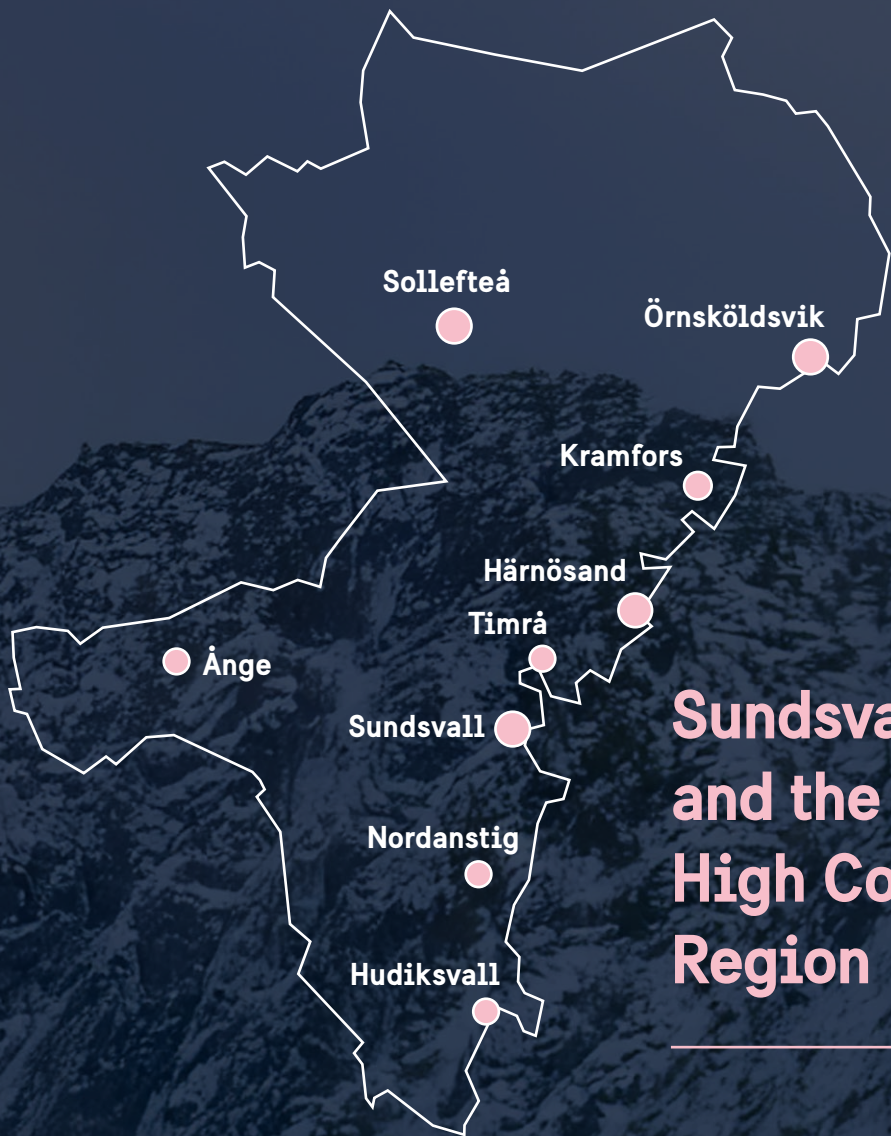 Sollefteå
Örnsköldsvik
Kramfors
Härnösand
Timrå
Ånge
Sundsvall
Nordanstig
Hudiksvall
Sundsva
and the
High Co
Region